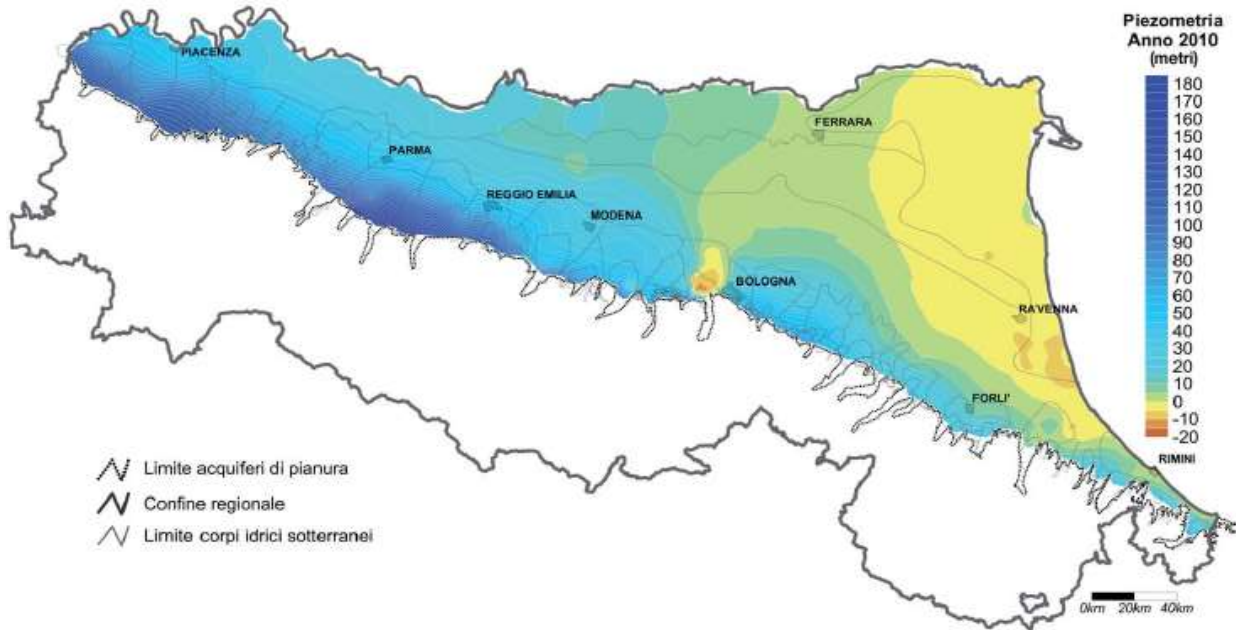 Piezometria
Anno 2010
(metri)
180
170
160
150
140
130
120
110
100
90
80
70
60
50
40
30
20
10
0
-10
-20
PIACENZA
PARMA
REGGIO EMILIA
MODENA
FERRARA
BOLOGNA
RA'VENNA
FORLI'
RIMINI
Limite acquiferi di pianura
Confine regionale
Limite corpi idrici sotterranei
0km 20km 40km